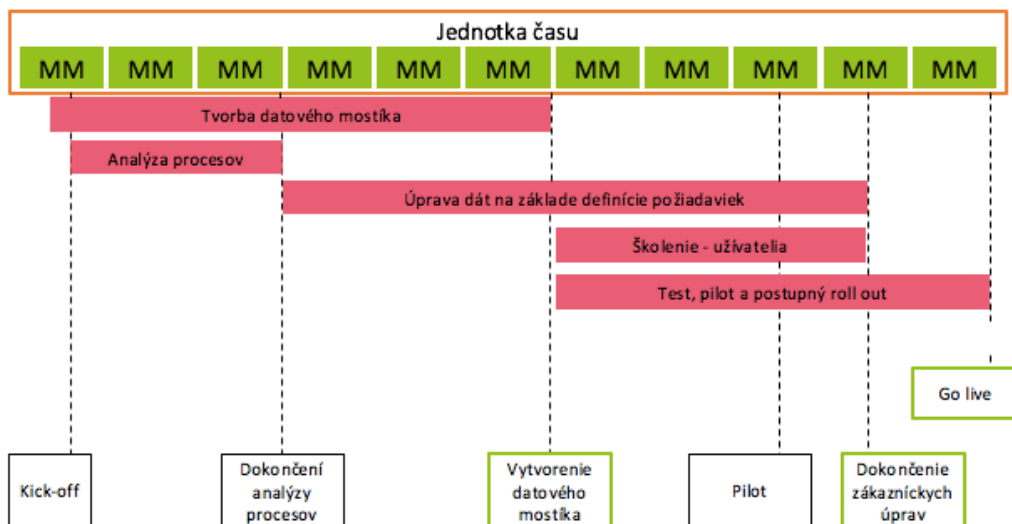 Jednotka času
MM MM MM MM MM MM MM MM MM MM MM
Tvorba datového mostíka
Analýza procesov
Úprava dát na základe definície požiadaviek
Školenie - užívatelia
Test, pilot a postupný roll out
Go live
Kick-off
Dokončení
analýzy
procesov
Vytvorenie
datového
mostíka
Pilot
Dokončenie
zákazníckych
úprav